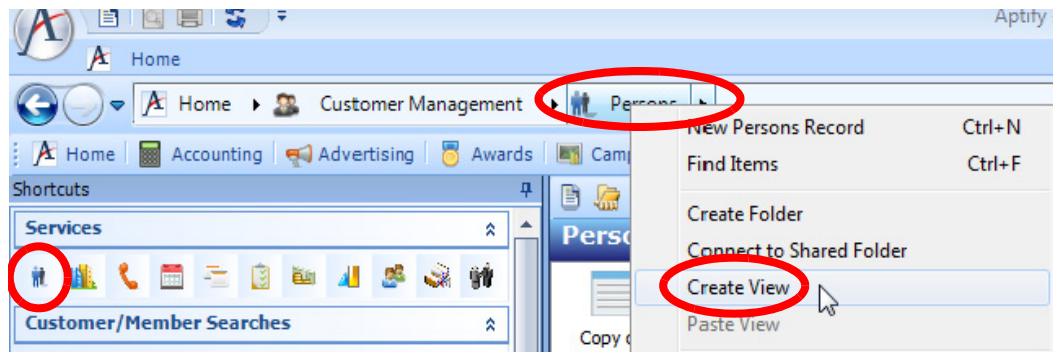 Aptify
Home
Home Customer Management Persons
New Persons Record Ctrl+N
Home Accounting Advertising Awards
Find Items Ctrl+F
Shortcuts
Create Folder
Services
Connect to Shared Folder
Create View
Customer/Member Searches
Paste View
Copy